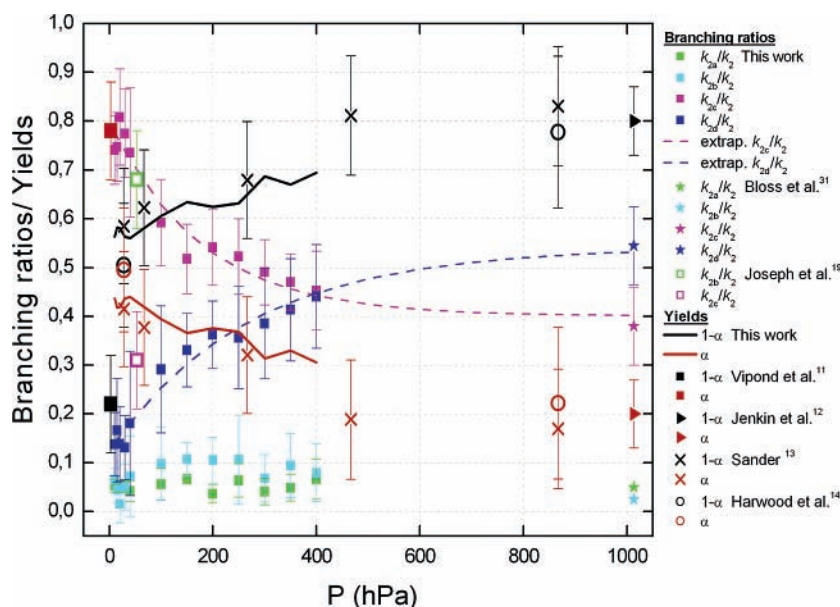 Branching ratios/ Yields
1,0
0,9
0,8
0,7
0,6
0,5
0,4
0,3
0,2
0,1
0,0
0
200
400
600
800
1000
P (hPa)
Branching ratios
k2a/k2 This work
k2b/k2
k2c/k2
k2d/k2
extrap. k2c/k2
extrap. k2d/k2
k2a/k2 Bloss et al.31
k2b/k2
k2c/k2
k2d/k2
k2b/k2 Joseph et al.19
k2c/k2
Yields
1-α This work
α
1-α Vipond et al.11
α
1-α Jenkin et al.12
α
1-α Sander 13
α
1-α Harwood et al.14
α